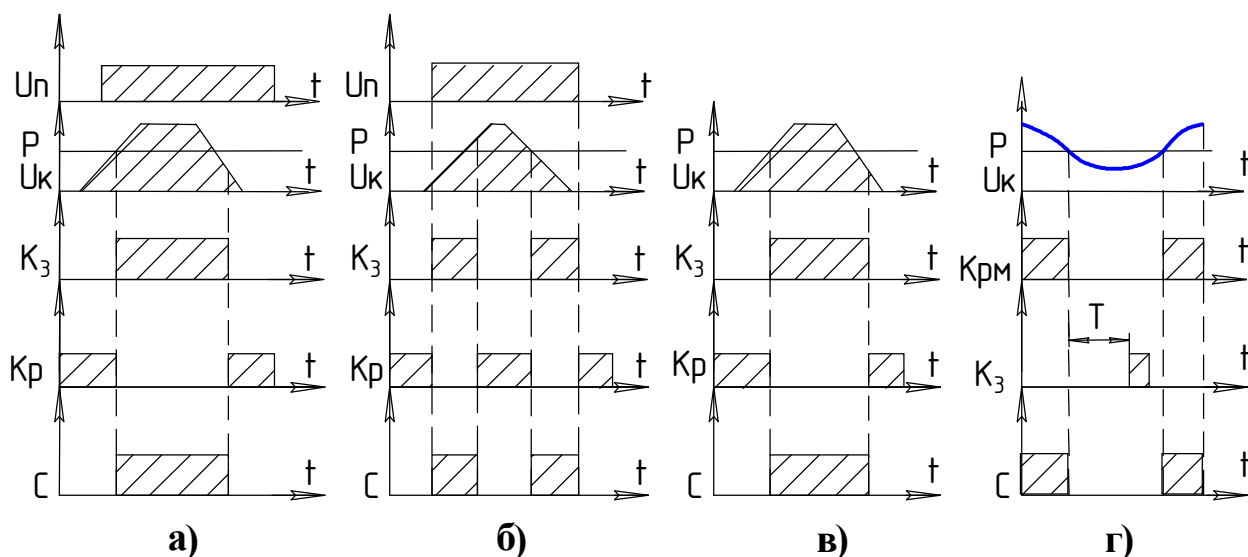 Uп t Uп t
P t P t P t P t
Uк Uк Uк Uк
K₃ t K₃ t K₃ t Kрм t
T
Kр t Kр t Kр t K₃ t
C t C t C t C t
а) б) в) г)